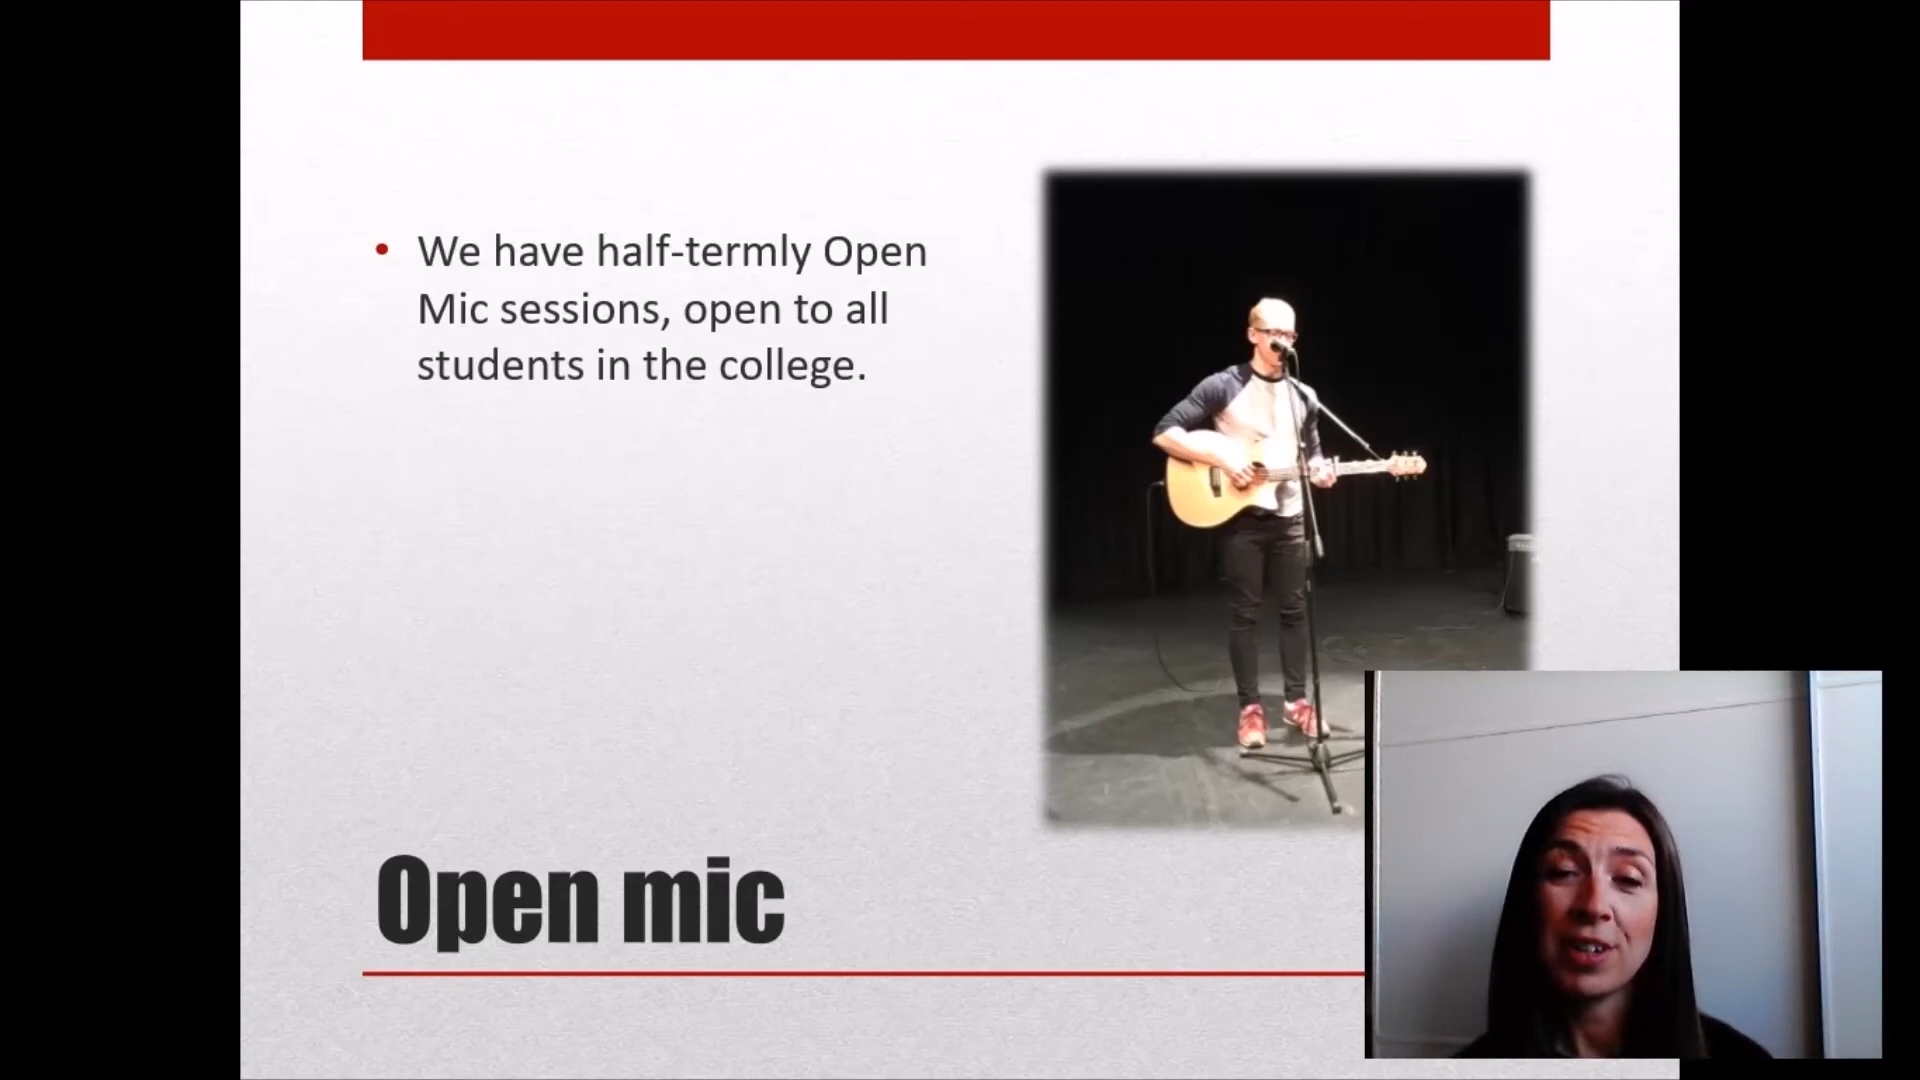 • We have half-termly Open
Mic sessions, open to all
students in the college.
Open mic